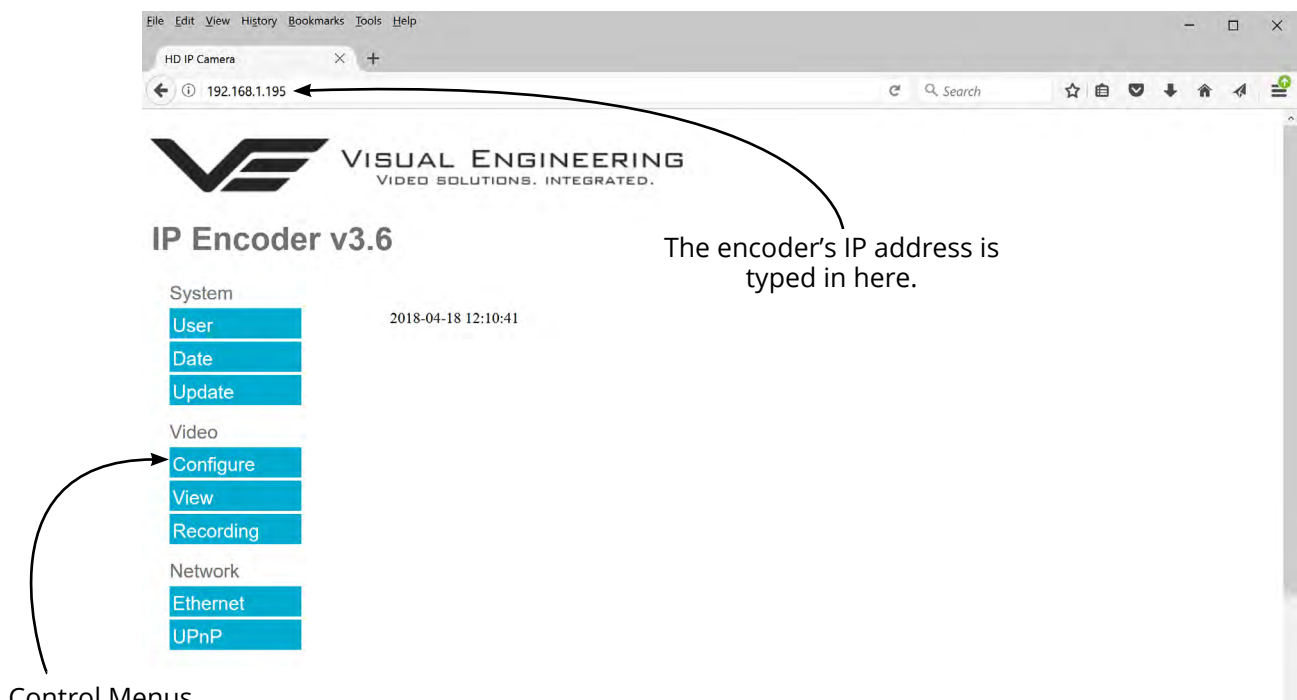 File Edit View History Bookmarks Tools Help
HD IP Camera
192.168.1.195
Search
VISUAL ENGINEERING
VIDEO SOLUTIONS. INTEGRATED.
IP Encoder v3.6
The encoder’s IP address is
typed in here.
System
User
2018-04-18 12:10:41
Date
Update
Video
Configure
View
Recording
Network
Ethernet
UPnP
Control Menus